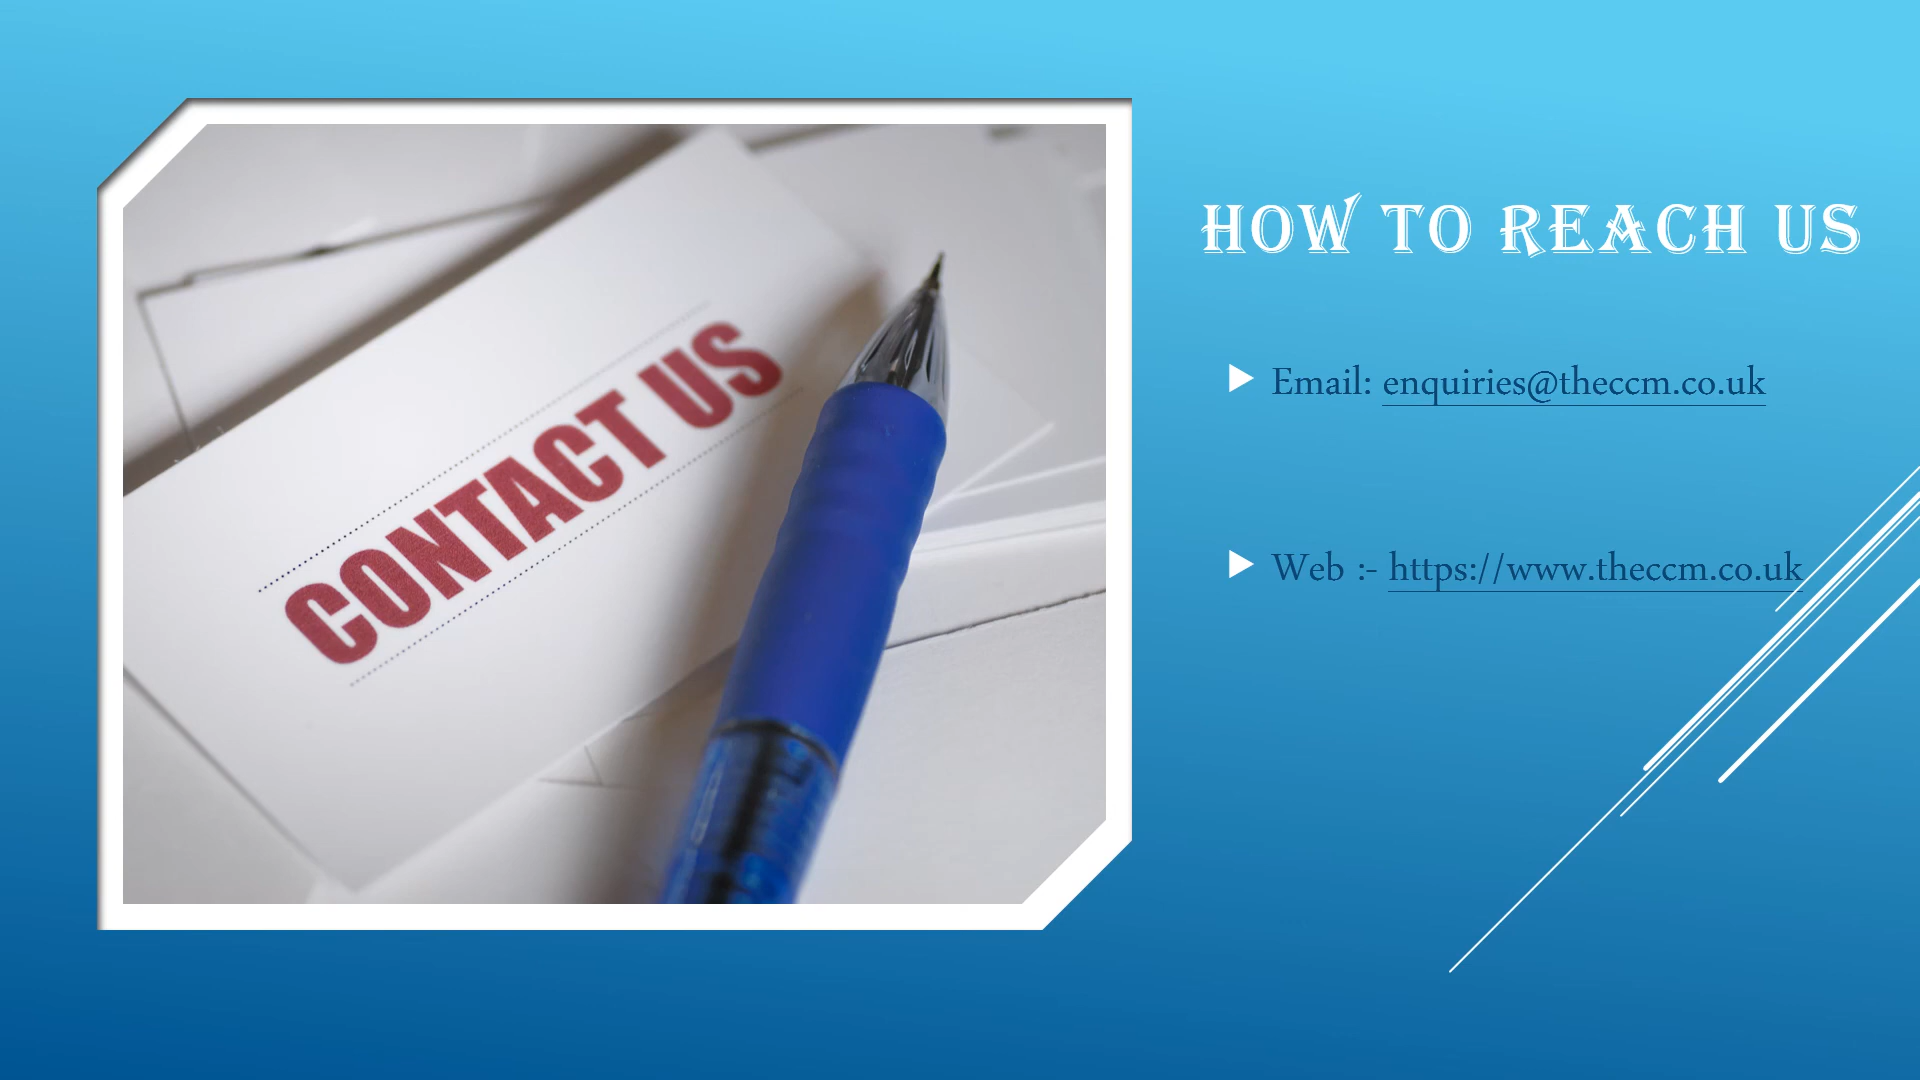 CONTACT US
HOW TO REACH US
Email: enquiries@theccm.co.uk
Web :- https://www.theccm.co.uk